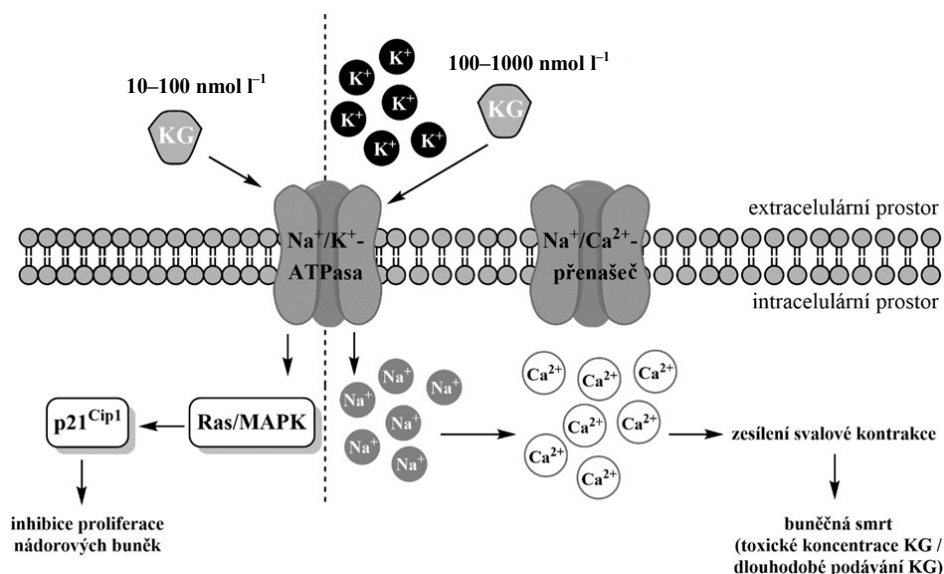 10–100 nmol l⁻¹
100–1000 nmol l⁻¹
KG
KG
K⁺
K⁺
K⁺
K⁺
K⁺
K⁺
Na⁺/K⁺-
ATPasa
Na⁺/Ca²⁺-
přenašeč
extracelulární prostor
intracelulární prostor
p21ᶜⁱᵖ¹
Ras/MAPK
Na⁺
Na⁺
Na⁺
Na⁺
Na⁺
Na⁺
Ca²⁺
Ca²⁺
Ca²⁺
Ca²⁺
Ca²⁺
Ca²⁺
Ca²⁺
zesílení svalové kontrakce
inhibice proliferace
nádorových buněk
buněčná smrt
(toxické koncentrace KG /
dlouhodobé podávání KG)